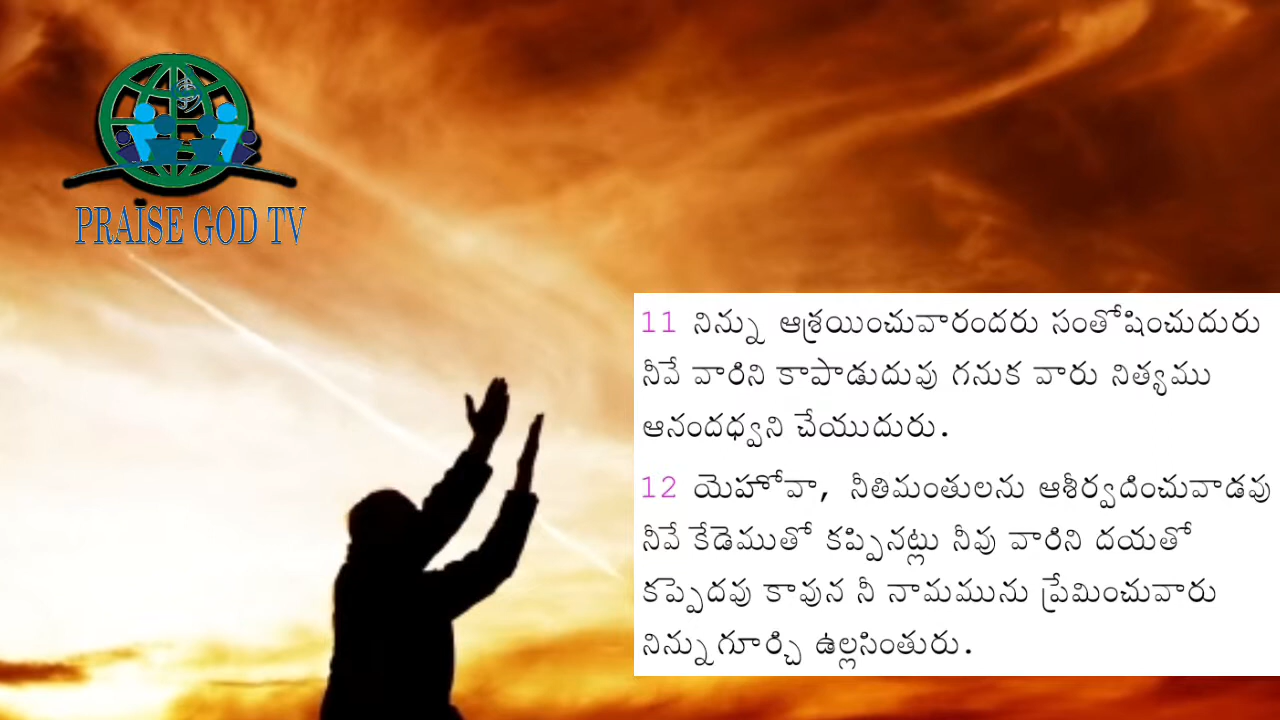 PRAISE GOD TV
11 నిన్ను ఆశ్రయించువారందరు సంతోషించుదురు
నీవే వారిని కాపాడుదువు గనుక వారు నిత్యము
ఆనందధ్వని చేయుదురు.
12 యెహోవా, నీతిమంతులను ఆశీర్వదించువాడవు
నీవే కేడెముతో కప్పినట్లు నీవు వారిని దయతో
కప్పెదవు కావున నీ నామమును ప్రేమించువారు
నిన్నుగూర్చి ఉల్లసింతురు.